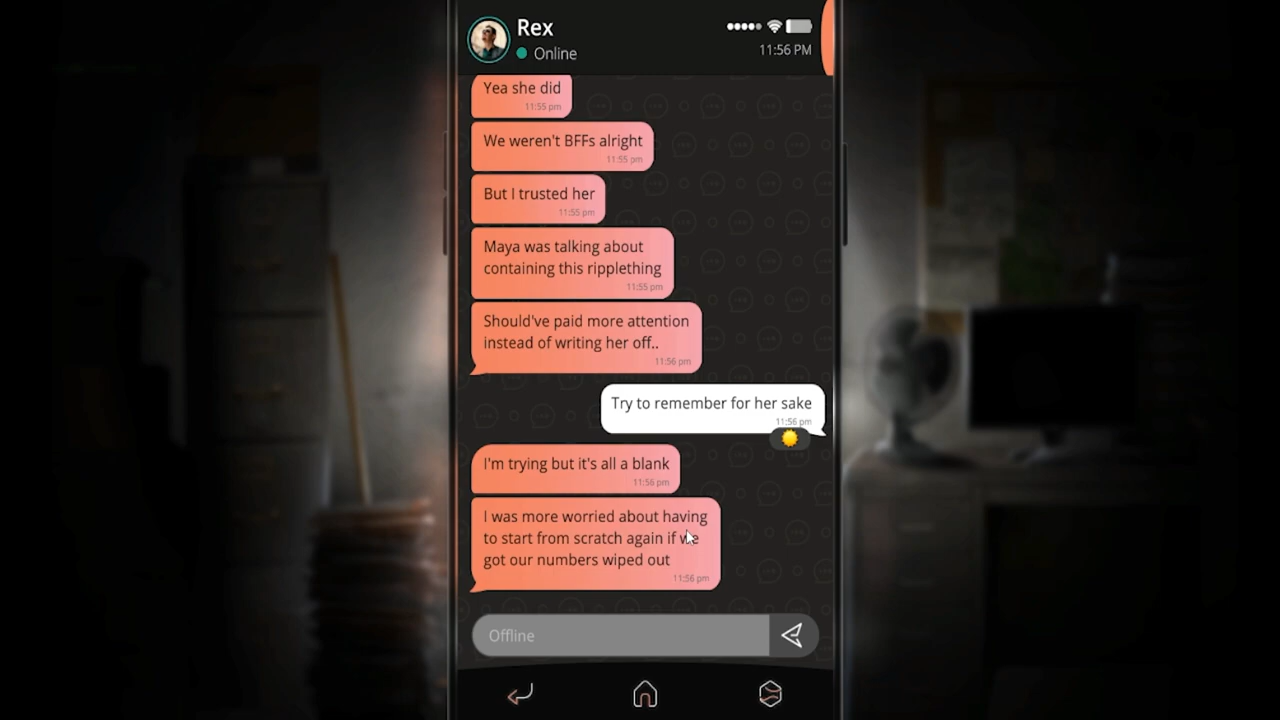 Rex
Online
11:56 PM
Yea she did
11:55 pm
We weren't BFFs alright
11:55 pm
But I trusted her
11:55 pm
Maya was talking about
containing this ripplething
11:55 pm
Should've paid more attention
instead of writing her off..
11:56 pm
Try to remember for her sake
11:56 pm
I'm trying but it's all a blank
11:56 pm
I was more worried about having
to start from scratch again if we
got our numbers wiped out
11:56 pm
Offline